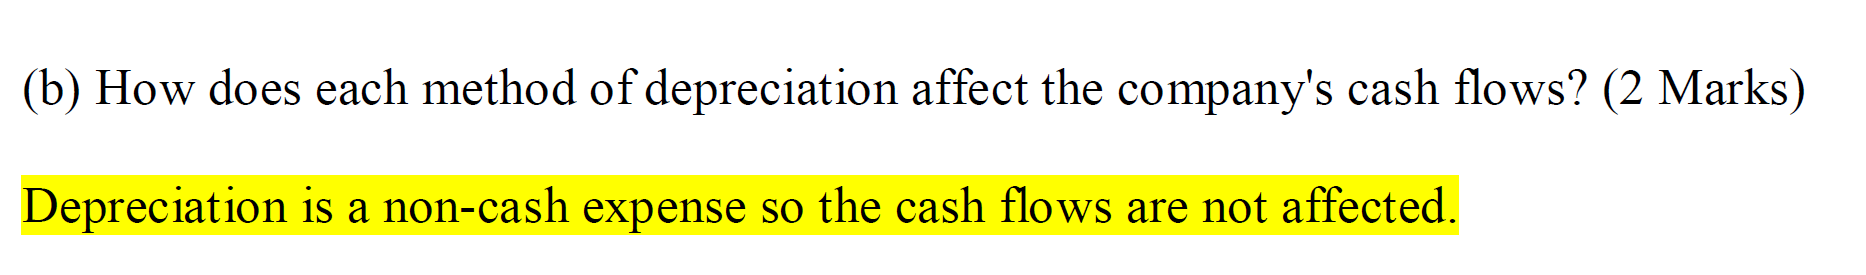 (b) How does each method of depreciation affect the company's cash flows? (2 Marks)
Depreciation is a non-cash expense so the cash flows are not affected.